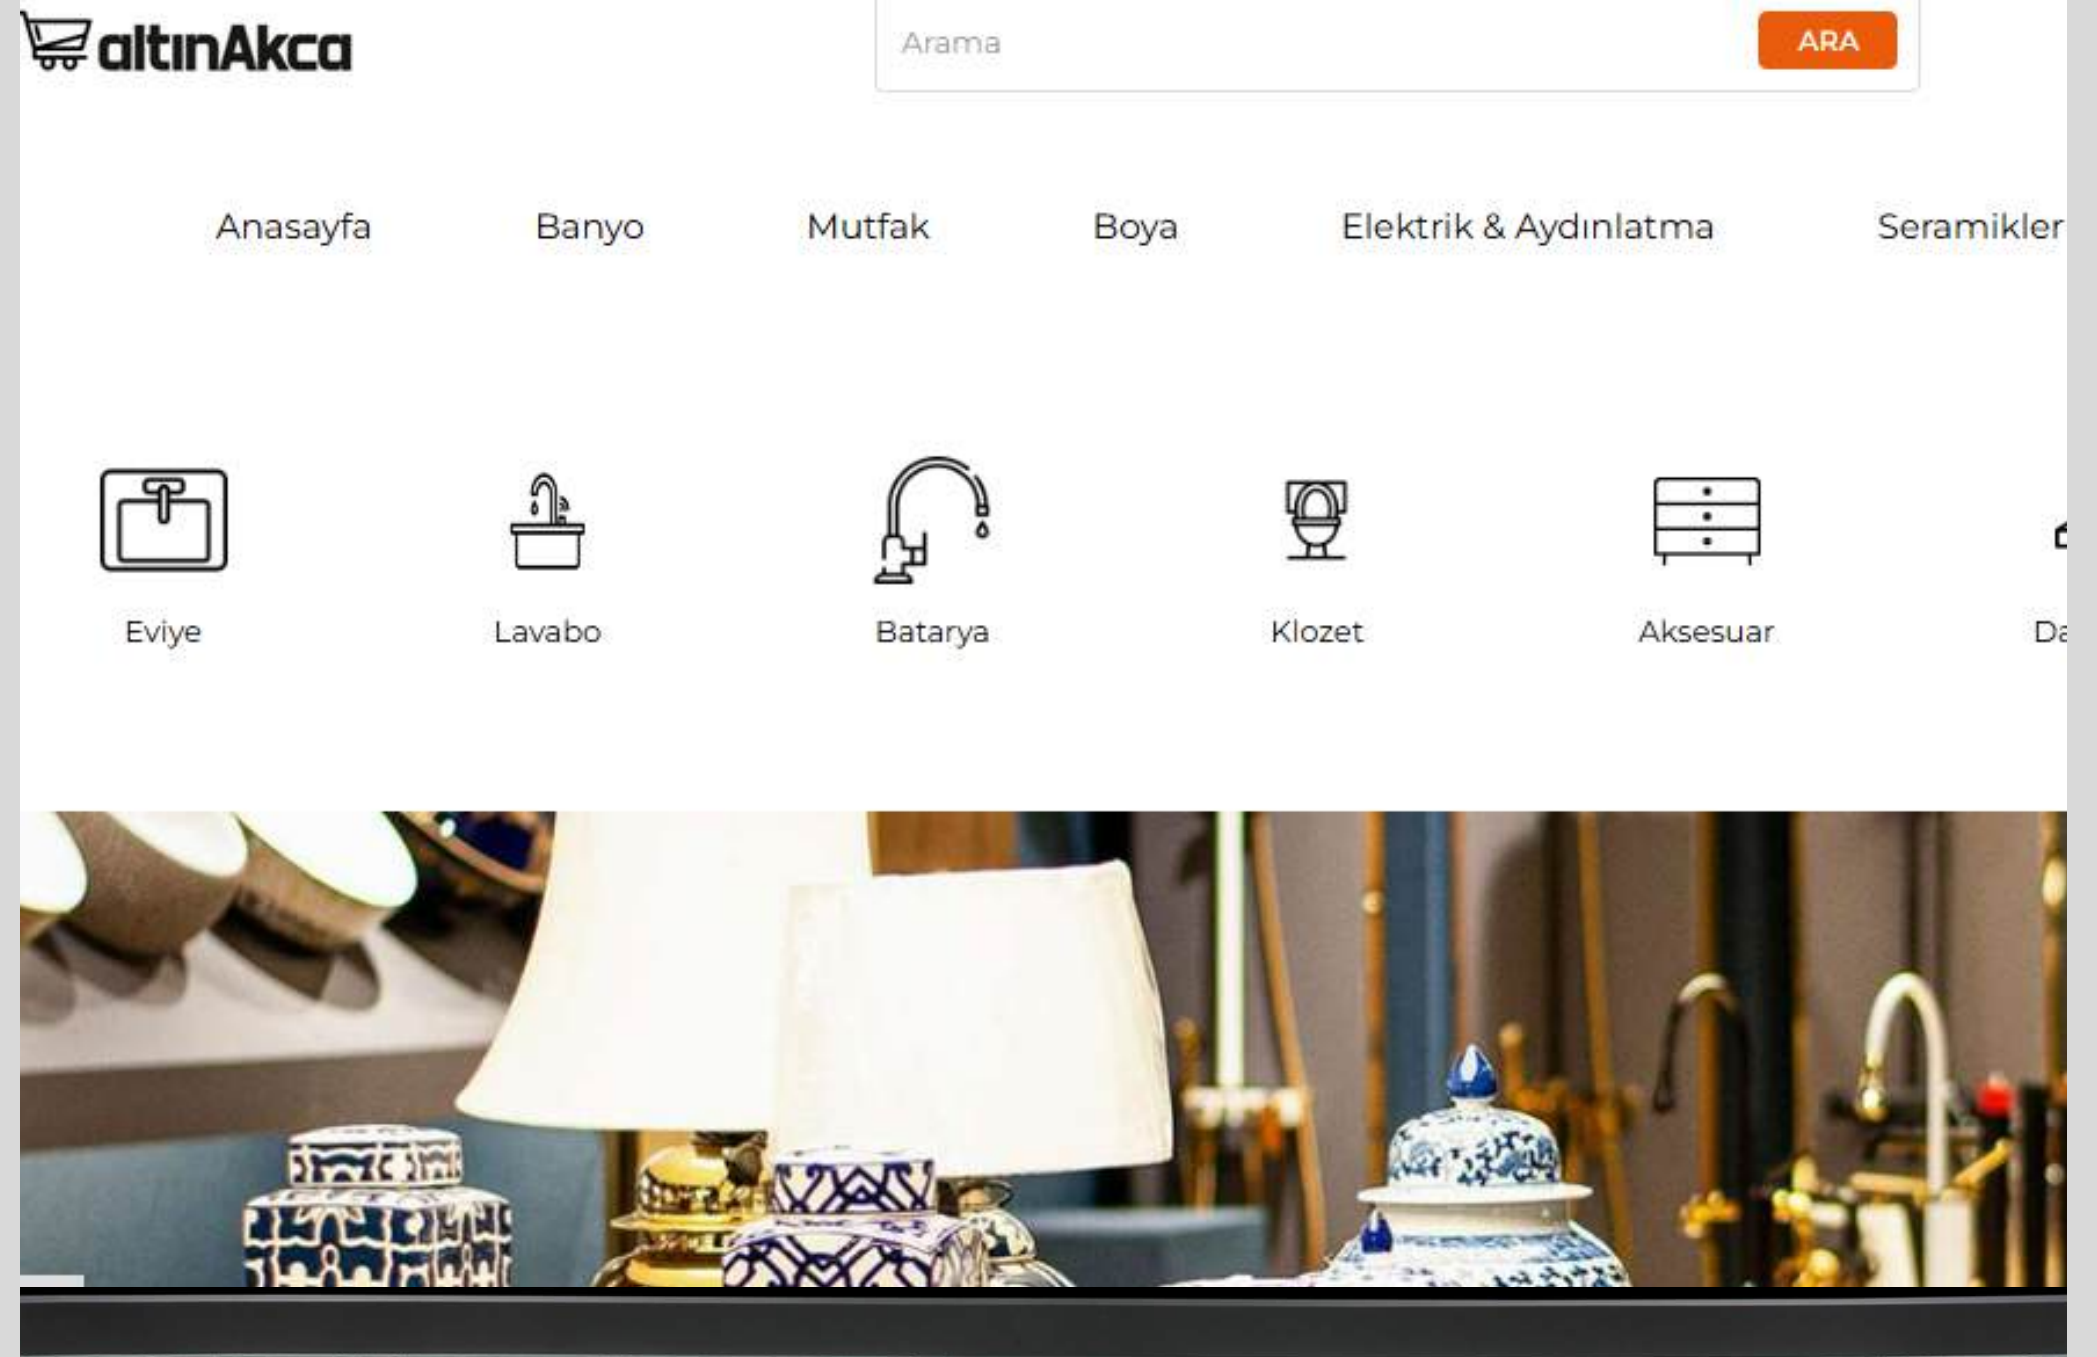 altınAkca
Arama
ARA
Anasayfa Banyo Mutfak Boya Elektrik & Aydınlatma Seramikler
Eviye Lavabo Batarya Klozet Aksesuar